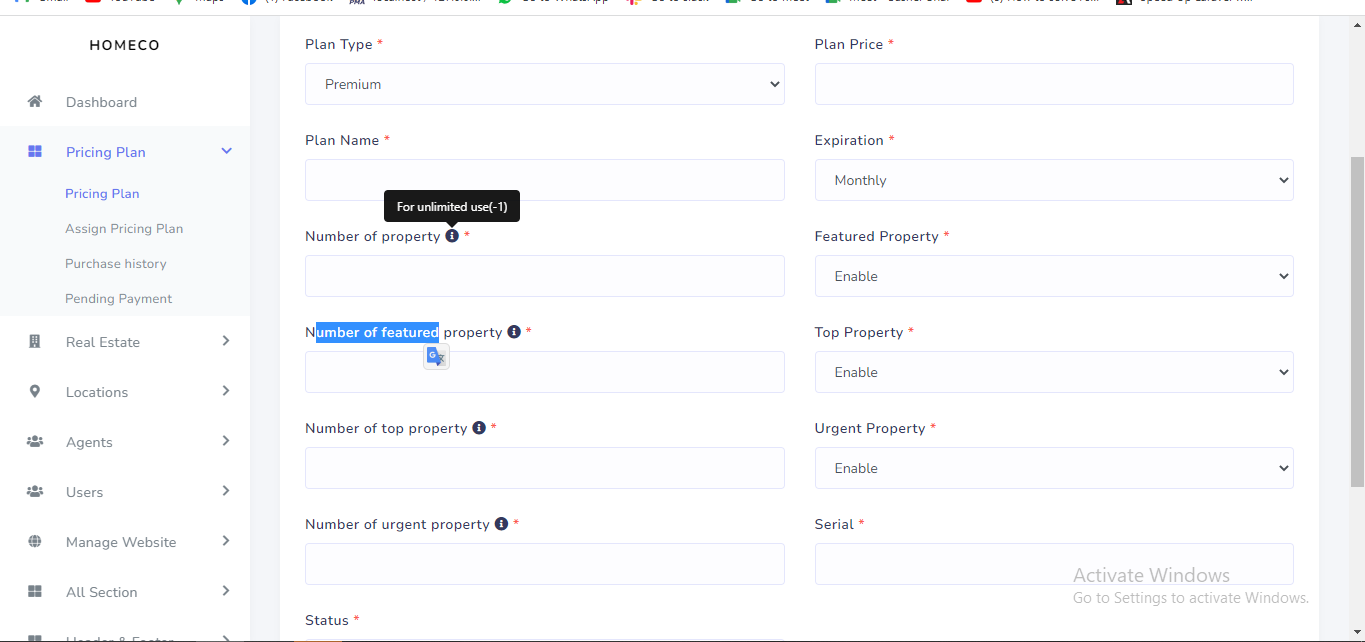 HOMECO
Dashboard
Pricing Plan
Pricing Plan
Assign Pricing Plan
Purchase history
Pending Payment
Real Estate
Locations
Agents
Users
Manage Website
All Section
Plan Type *
Premium
Plan Price *
Plan Name *
Expiration *
Monthly
For unlimited use(-1)
Number of property *
Featured Property *
Enable
Number of featured property *
Top Property *
Enable
Number of top property *
Urgent Property *
Enable
Number of urgent property *
Serial *
Status *
Activate Windows
Go to Settings to activate Windows.